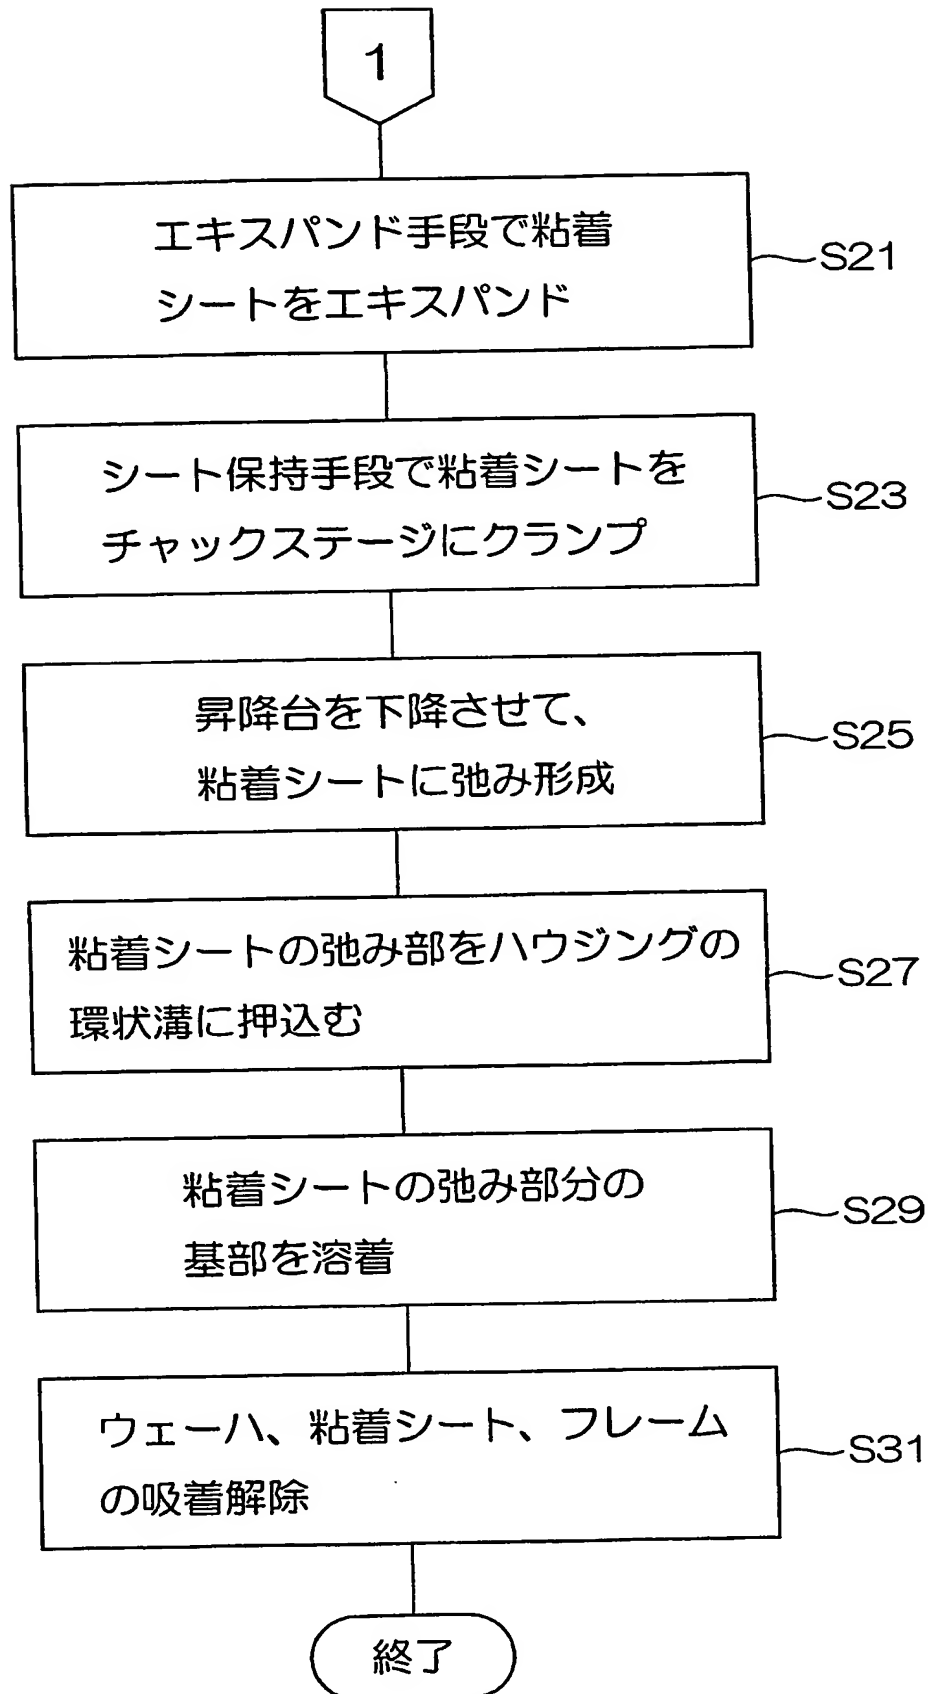 1
エキスパンド手段で粘着
シートをエキスパンド
S21
シート保持手段で粘着シートを
チャックステージにクランプ
S23
昇降台を下降させて、
粘着シートに弛み形成
S25
粘着シートの弛み部をハウジングの
環状溝に押込む
S27
粘着シートの弛み部分の
基部を溶着
S29
ウェーハ、粘着シート、フレーム
の吸着解除
S31
終了